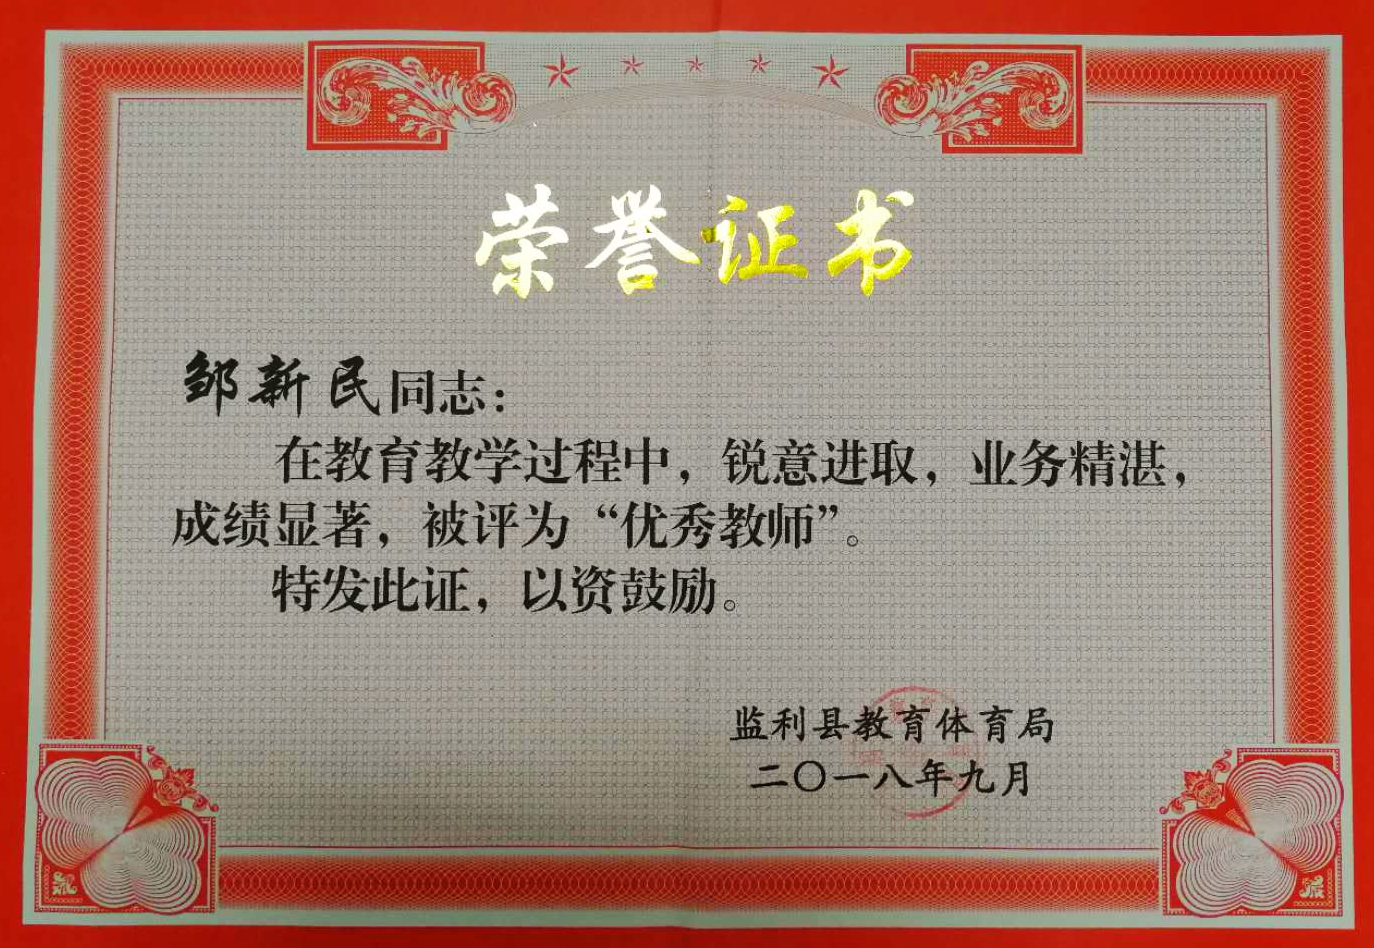 荣誉证书
邹新民同志：
在教育教学过程中，锐意进取，业务精湛，
成绩显著，被评为“优秀教师”。
特发此证，以资鼓励。
监利县教育体育局
二〇一八年九月